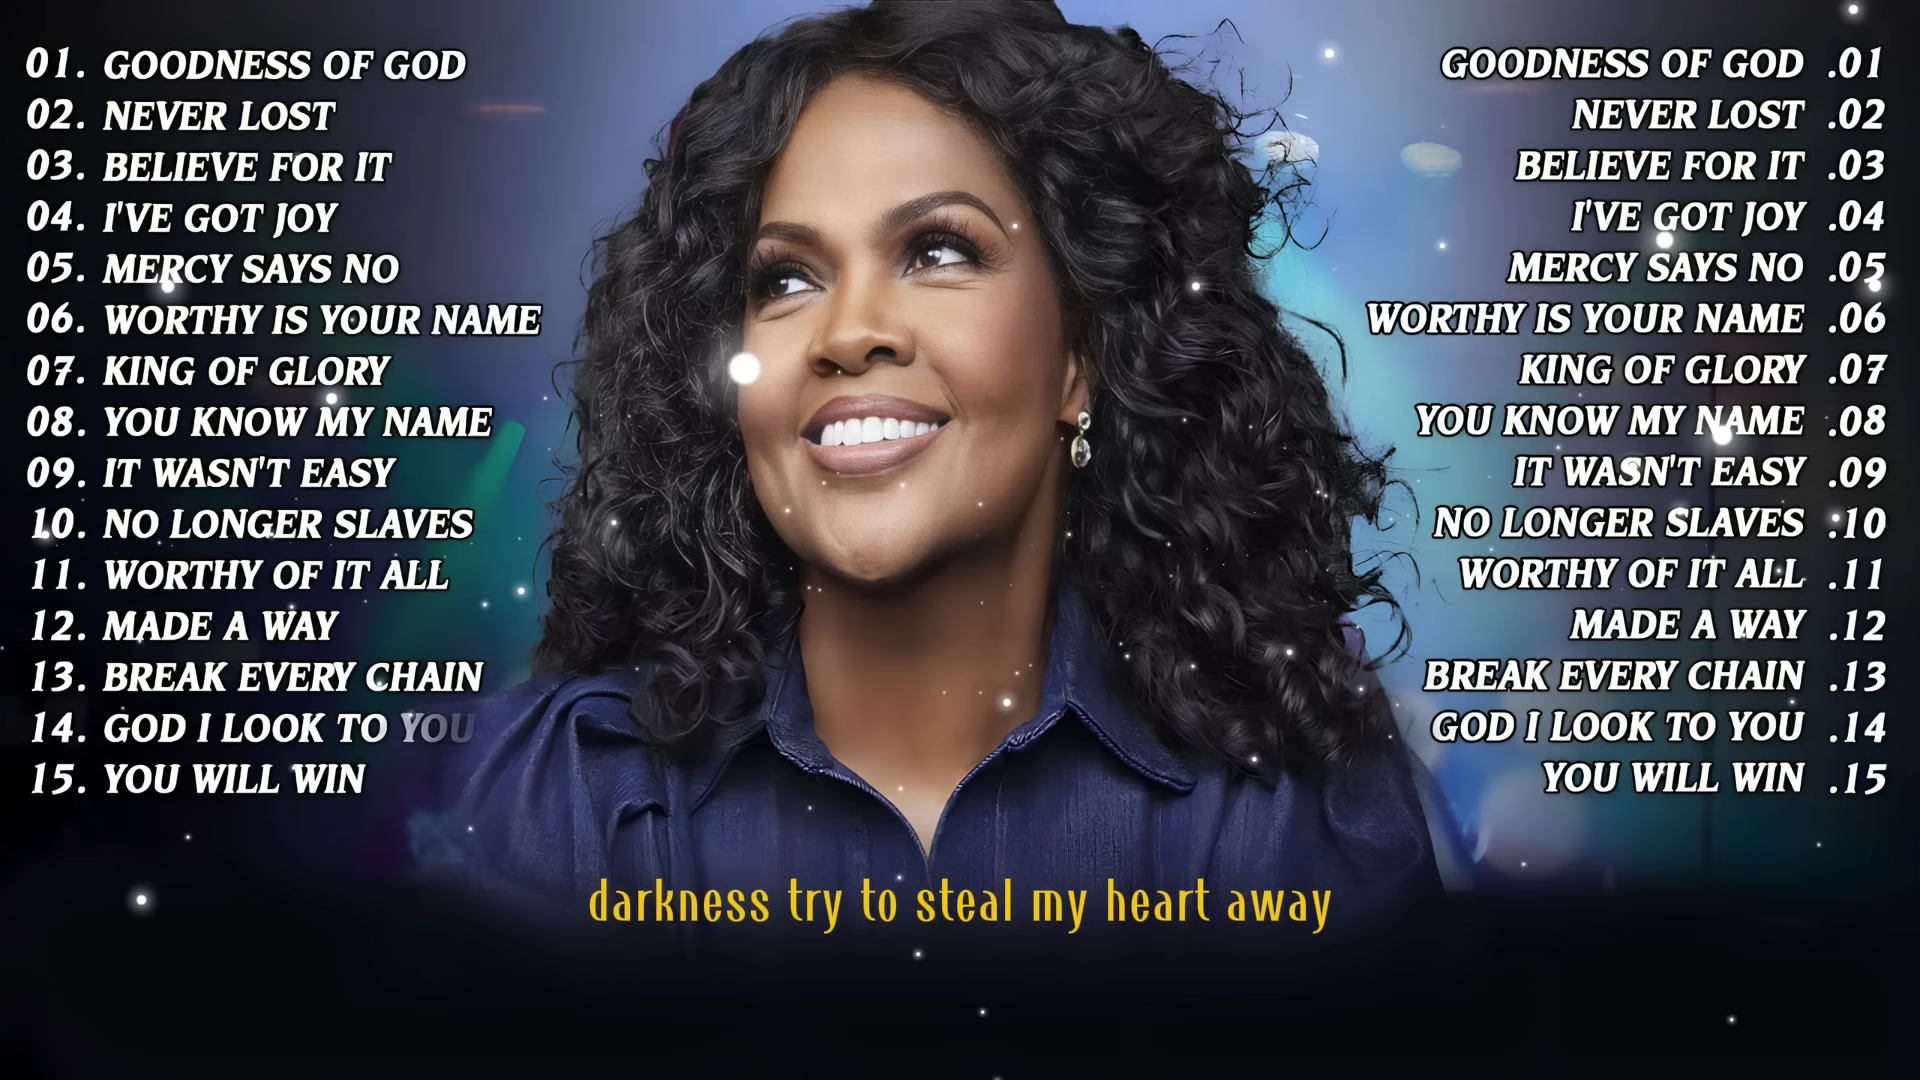 01. GOODNESS OF GOD
02. NEVER LOST
03. BELIEVE FOR IT
04. I'VE GOT JOY
05. MERCY SAYS NO
06. WORTHY IS YOUR NAME
07. KING OF GLORY
08. YOU KNOW MY NAME
09. IT WASN'T EASY
10. NO LONGER SLAVES
11. WORTHY OF IT ALL
12. MADE A WAY
13. BREAK EVERY CHAIN
14. GOD I LOOK TO YOU
15. YOU WILL WIN
GOODNESS OF GOD .01
NEVER LOST .02
BELIEVE FOR IT .03
I'VE GOT JOY .04
MERCY SAYS NO .05
WORTHY IS YOUR NAME .06
KING OF GLORY .07
YOU KNOW MY NAME .08
IT WASN'T EASY .09
NO LONGER SLAVES .10
WORTHY OF IT ALL .11
MADE A WAY .12
BREAK EVERY CHAIN .13
GOD I LOOK TO YOU .14
YOU WILL WIN .15
darkness try to steal my heart away